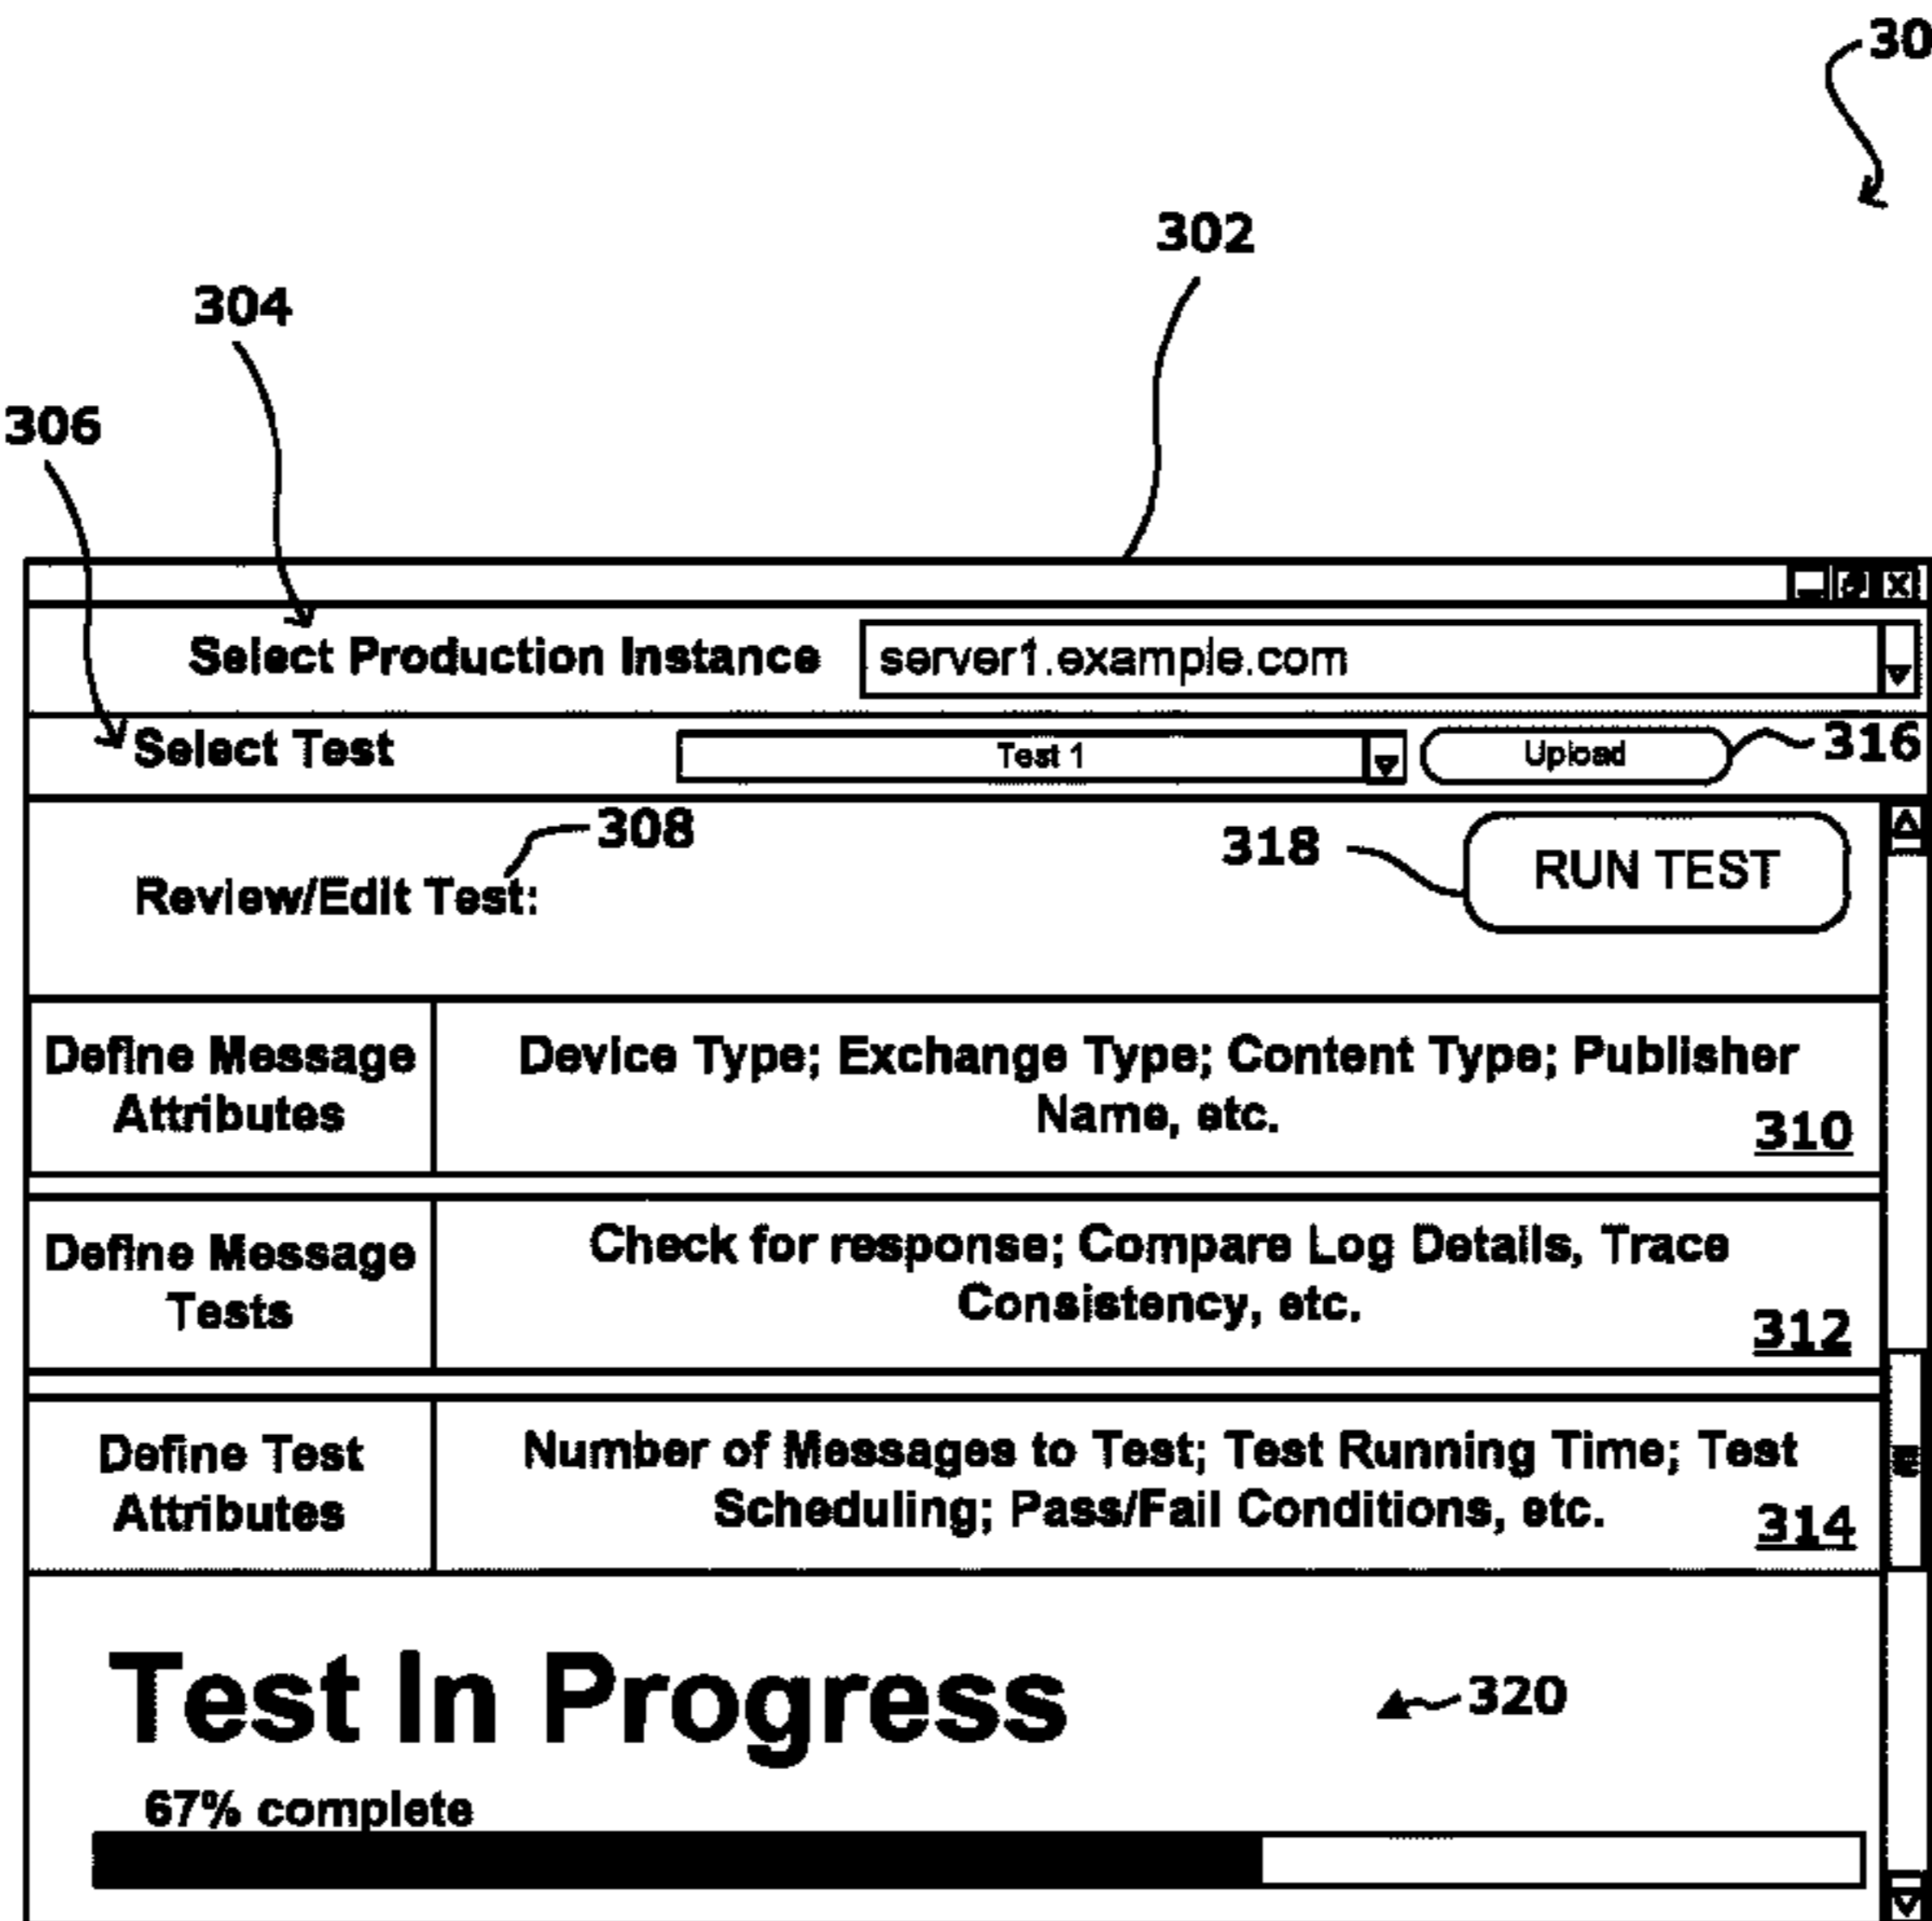 30
302
304
306
Select Production Instance server1.example.com
Select Test Test 1 Upload 316
308
318 RUN TEST
Review/Edit Test:
Define Message
Attributes
Device Type; Exchange Type; Content Type; Publisher
Name, etc.
310
Define Message
Tests
Check for response; Compare Log Details, Trace
Consistency, etc.
312
Define Test
Attributes
Number of Messages to Test; Test Running Time; Test
Scheduling; Pass/Fail Conditions, etc.
314
Test In Progress
320
67% complete